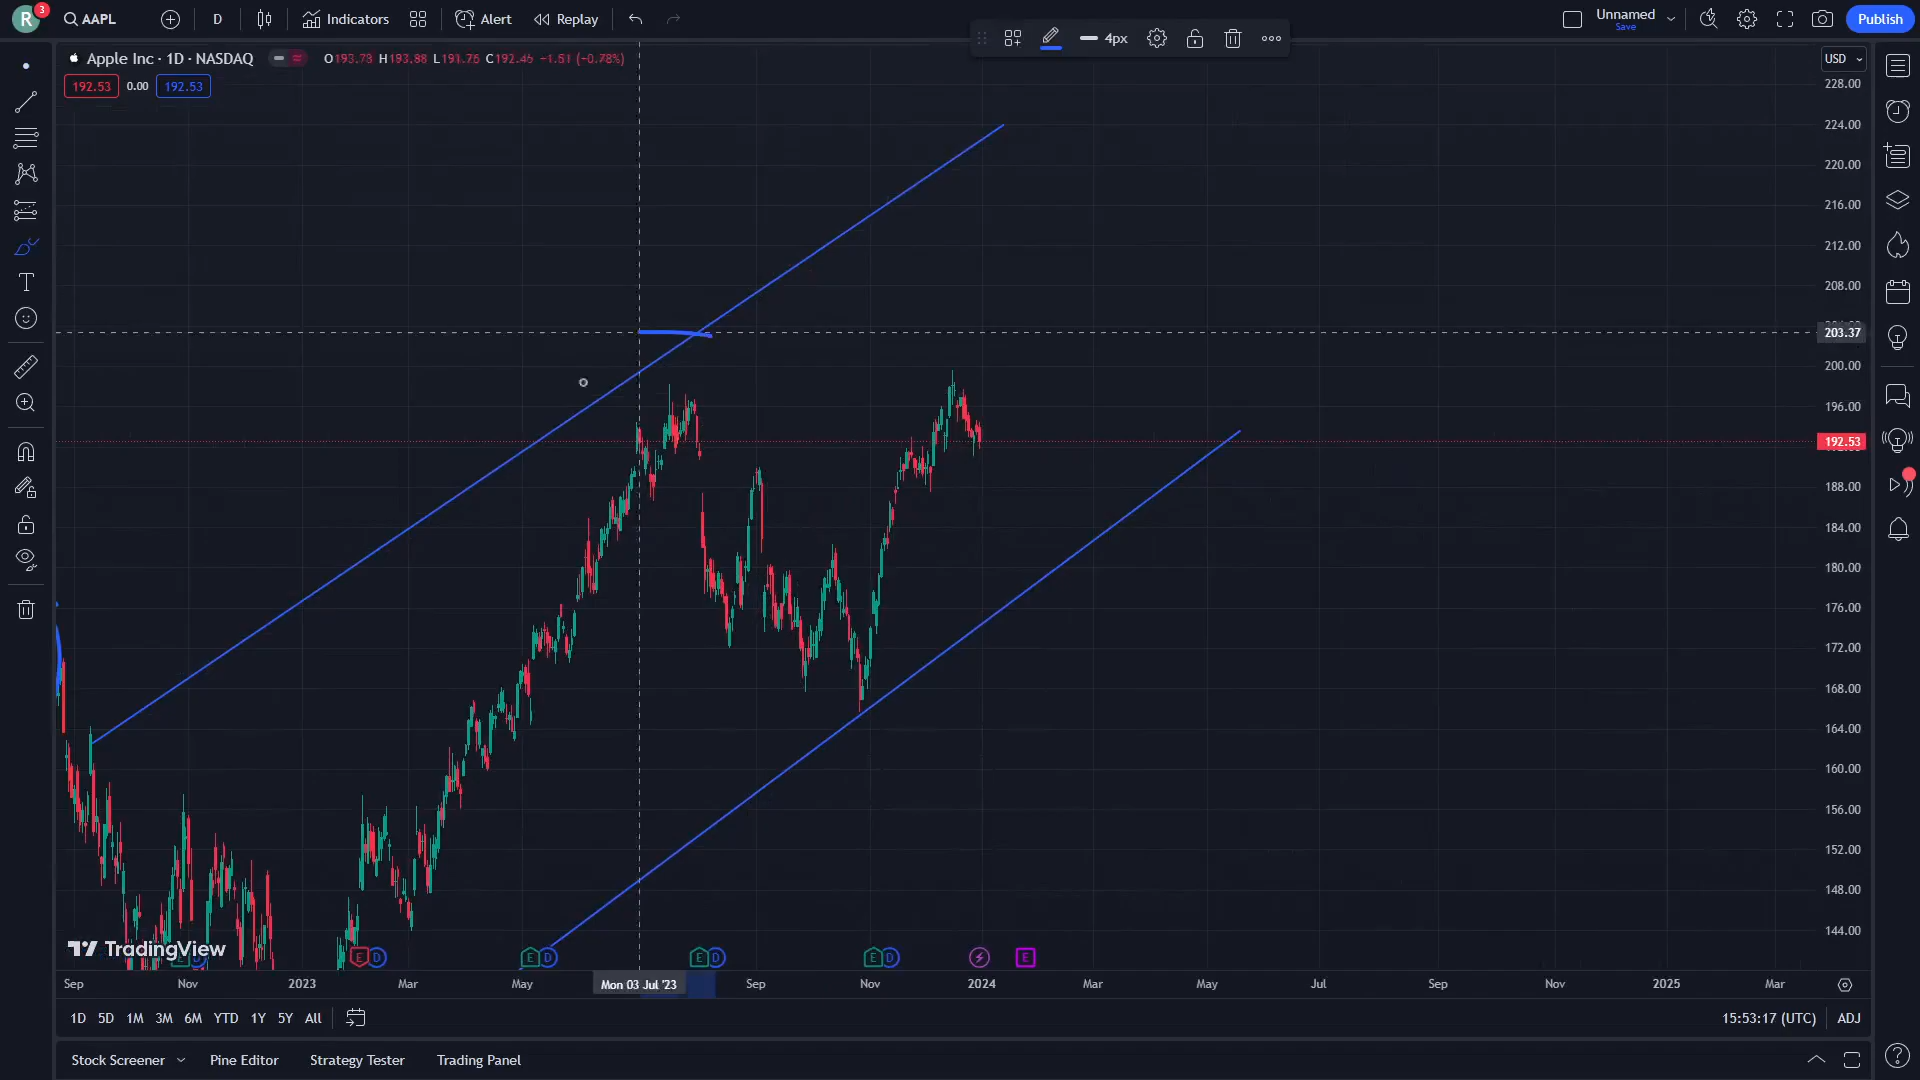 R 3 AAPL D Indicators Alert Replay Unnamed Save Publish
4px
Apple Inc · 1D · NASDAQ O193.73 H193.88 L191.75 C192.46 −1.51 (−0.78%) USD
192.53 0.00 192.53
228.00
224.00
220.00
216.00
212.00
208.00
203.37
200.00
196.00
192.53
188.00
184.00
180.00
176.00
172.00
168.00
164.00
160.00
156.00
152.00
148.00
144.00
TradingView
E D E D E D E D E D E
Sep Nov 2023 Mar May Mon 03 Jul '23 Sep Nov 2024 Mar May Jul Sep Nov 2025 Mar
1D 5D 1M 3M 6M YTD 1Y 5Y All 15:53:17 (UTC) ADJ
Stock Screener Pine Editor Strategy Tester Trading Panel